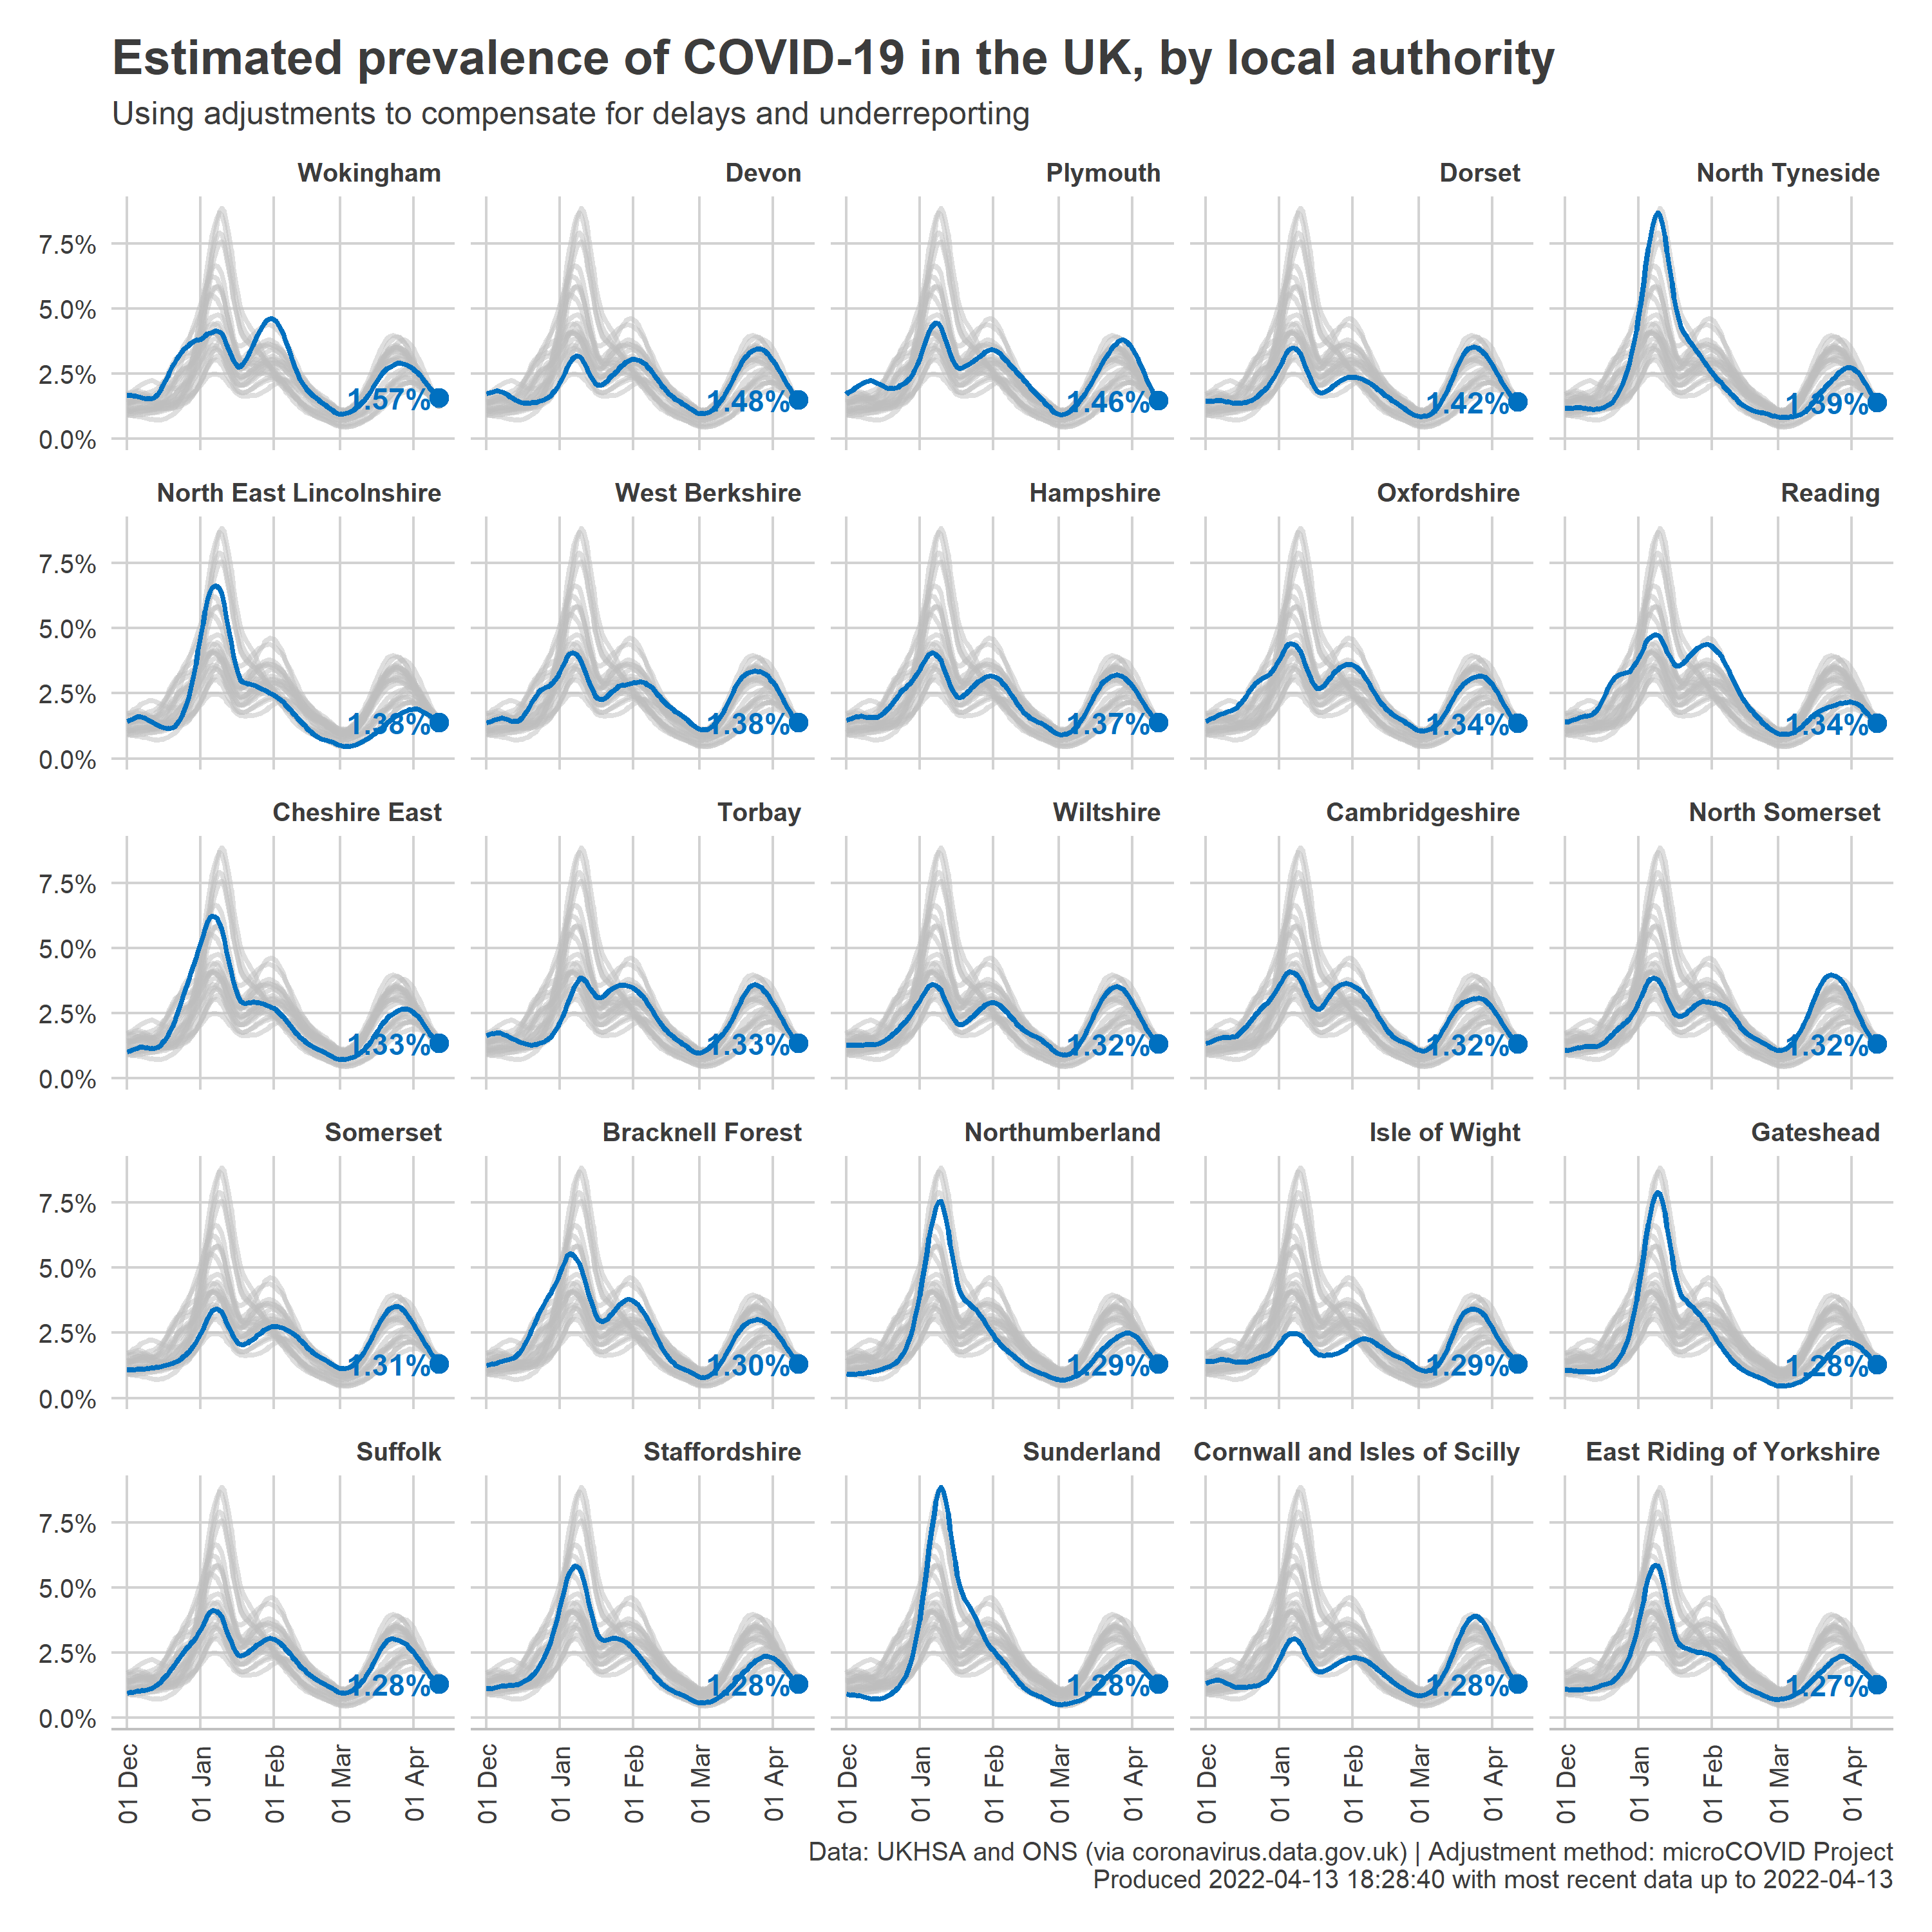 Estimated prevalence of COVID-19 in the UK, by local authority
Using adjustments to compensate for delays and underreporting
Wokingham Devon Plymouth Dorset North Tyneside
7.5%
5.0%
2.5%
1.57% 1.48% 1.46% 1.42% 1.39%
0.0%
North East Lincolnshire West Berkshire Hampshire Oxfordshire Reading
7.5%
5.0%
2.5%
1.38% 1.38% 1.37% 1.34% 1.34%
0.0%
Cheshire East Torbay Wiltshire Cambridgeshire North Somerset
7.5%
5.0%
2.5%
1.33% 1.33% 1.32% 1.32% 1.32%
0.0%
Somerset Bracknell Forest Northumberland Isle of Wight Gateshead
7.5%
5.0%
2.5%
1.31% 1.30% 1.29% 1.29% 1.28%
0.0%
Suffolk Staffordshire Sunderland Cornwall and Isles of Scilly East Riding of Yorkshire
7.5%
5.0%
2.5%
1.28% 1.28% 1.28% 1.28% 1.27%
0.0%
01 Dec 01 Jan 01 Feb 01 Mar 01 Apr 01 Dec 01 Jan 01 Feb 01 Mar 01 Apr 01 Dec 01 Jan 01 Feb 01 Mar 01 Apr 01 Dec 01 Jan 01 Feb 01 Mar 01 Apr 01 Dec 01 Jan 01 Feb 01 Mar 01 Apr
Data: UKHSA and ONS (via coronavirus.data.gov.uk) | Adjustment method: microCOVID Project
Produced 2022-04-13 18:28:40 with most recent data up to 2022-04-13